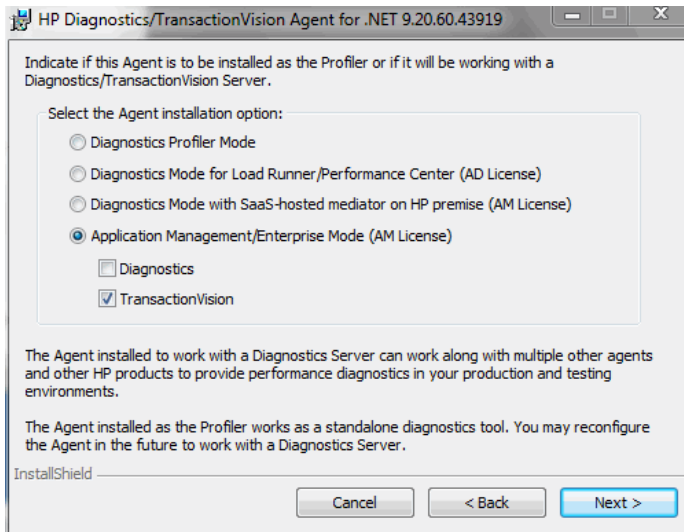 HP Diagnostics/TransactionVision Agent for .NET 9.20.60.43919
Indicate if this Agent is to be installed as the Profiler or if it will be working with a
Diagnostics/TransactionVision Server.
Select the Agent installation option:
Diagnostics Profiler Mode
Diagnostics Mode for Load Runner/Performance Center (AD License)
Diagnostics Mode with SaaS-hosted mediator on HP premise (AM License)
Application Management/Enterprise Mode (AM License)
Diagnostics
TransactionVision
The Agent installed to work with a Diagnostics Server can work along with multiple other agents
and other HP products to provide performance diagnostics in your production and testing
environments.
The Agent installed as the Profiler works as a standalone diagnostics tool. You may reconfigure
the Agent in the future to work with a Diagnostics Server.
InstallShield
Cancel
< Back
Next >